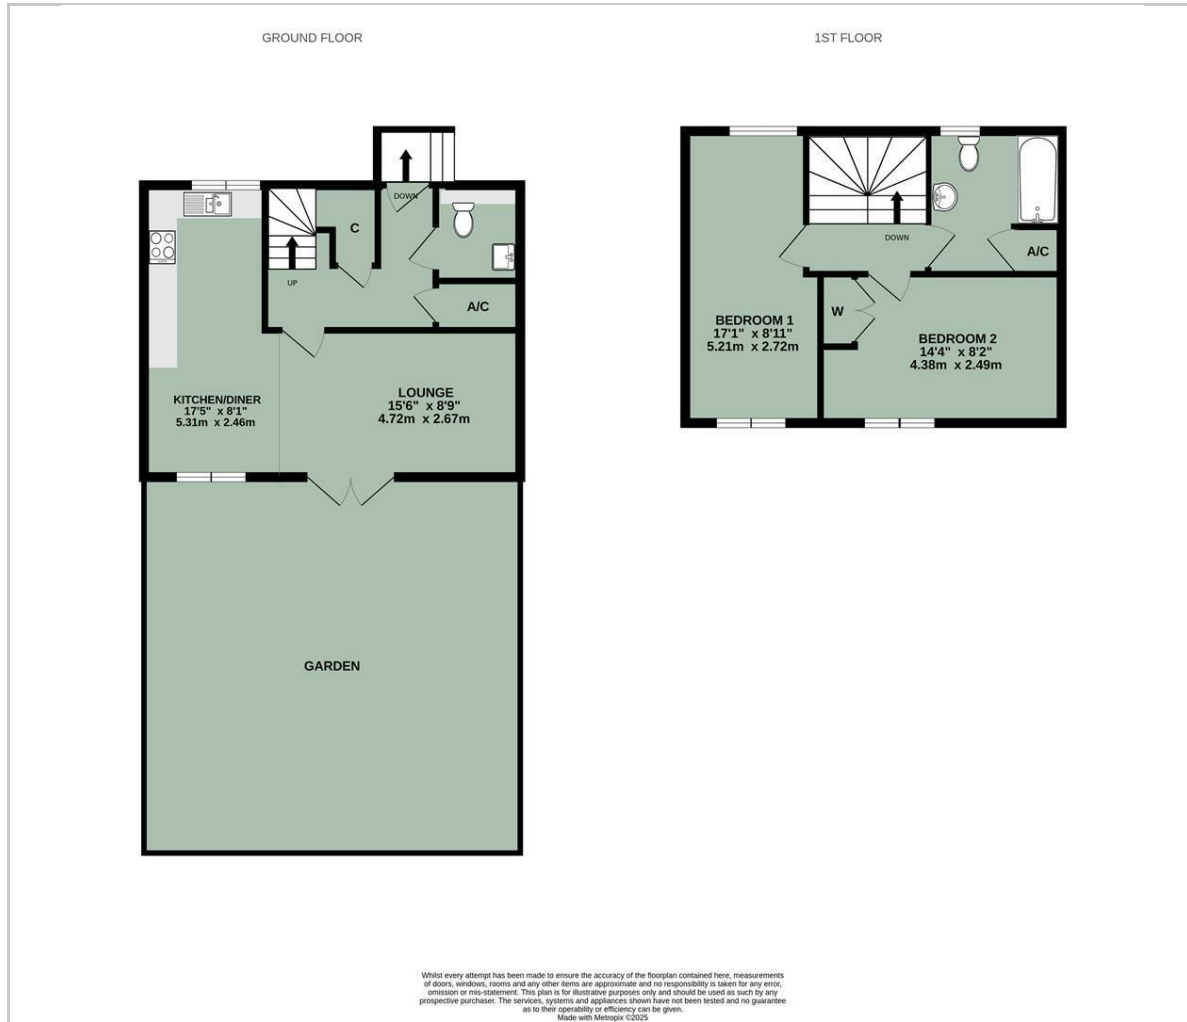 GROUND FLOOR
1ST FLOOR
DOWN
C
UP
A/C
KITCHEN/DINER
17'5" x 8'1"
5.31m x 2.46m
LOUNGE
15'6" x 8'9"
4.72m x 2.67m
GARDEN
DOWN
A/C
W
BEDROOM 1
17'1" x 8'11"
5.21m x 2.72m
BEDROOM 2
14'4" x 8'2"
4.38m x 2.49m
Whilst every attempt has been made to ensure the accuracy of the floorplan contained here, measurements
of doors, windows, rooms and any other items are approximate and no responsibility is taken for any error,
omission or mis-statement. This plan is for illustrative purposes only and should be used as such by any
prospective purchaser. The services, systems and appliances shown have not been tested and no guarantee
as to their operability or efficiency can be given.
Made with Metropix ©2025